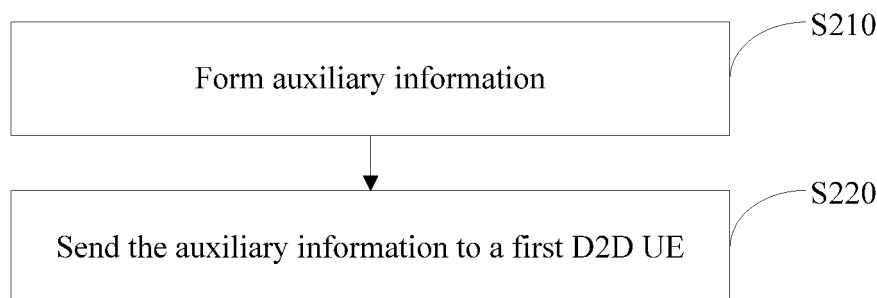 S210
Form auxiliary information
S220
Send the auxiliary information to a first D2D UE